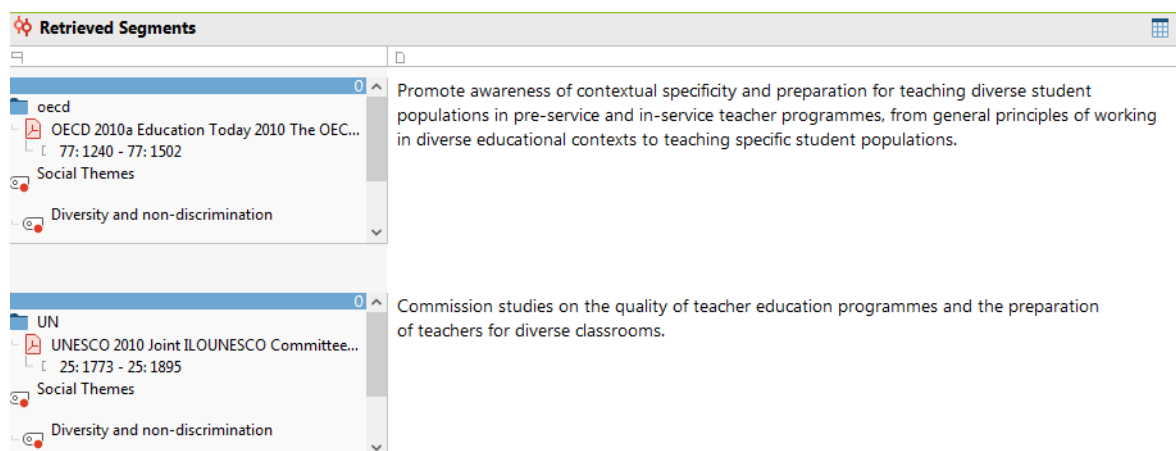 Retrieved Segments
0
oecd
OECD 2010a Education Today 2010 The OEC...
77: 1240 - 77: 1502
Social Themes
Diversity and non-discrimination
Promote awareness of contextual specificity and preparation for teaching diverse student
populations in pre-service and in-service teacher programmes, from general principles of working
in diverse educational contexts to teaching specific student populations.
0
UN
UNESCO 2010 Joint ILOUNESCO Committee...
25: 1773 - 25: 1895
Social Themes
Diversity and non-discrimination
Commission studies on the quality of teacher education programmes and the preparation
of teachers for diverse classrooms.